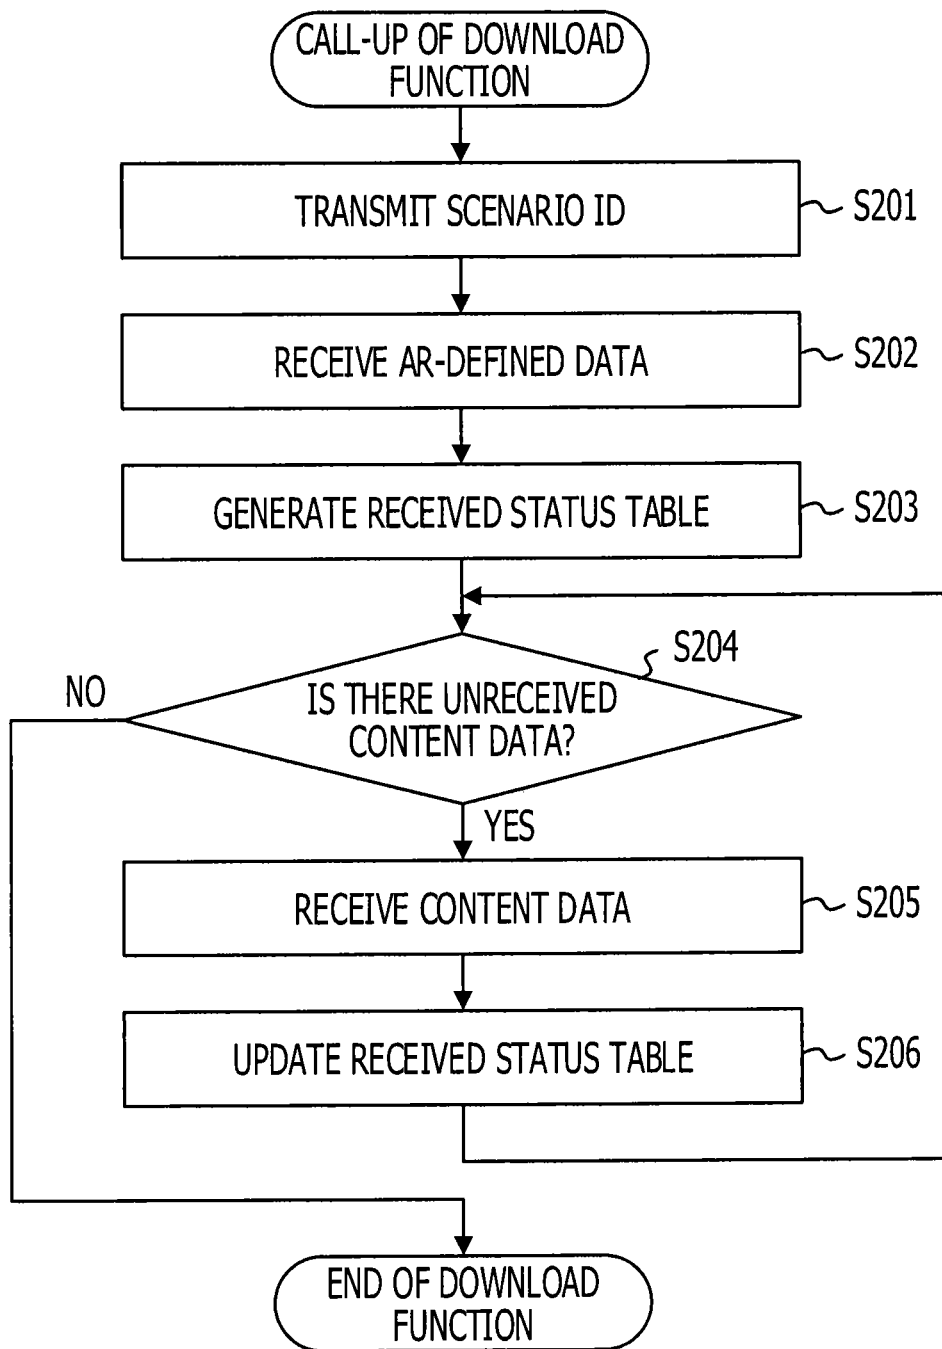 CALL-UP OF DOWNLOAD
FUNCTION
TRANSMIT SCENARIO ID
S201
RECEIVE AR-DEFINED DATA
S202
GENERATE RECEIVED STATUS TABLE
S203
S204
NO
IS THERE UNRECEIVED
CONTENT DATA?
YES
RECEIVE CONTENT DATA
S205
UPDATE RECEIVED STATUS TABLE
S206
END OF DOWNLOAD
FUNCTION